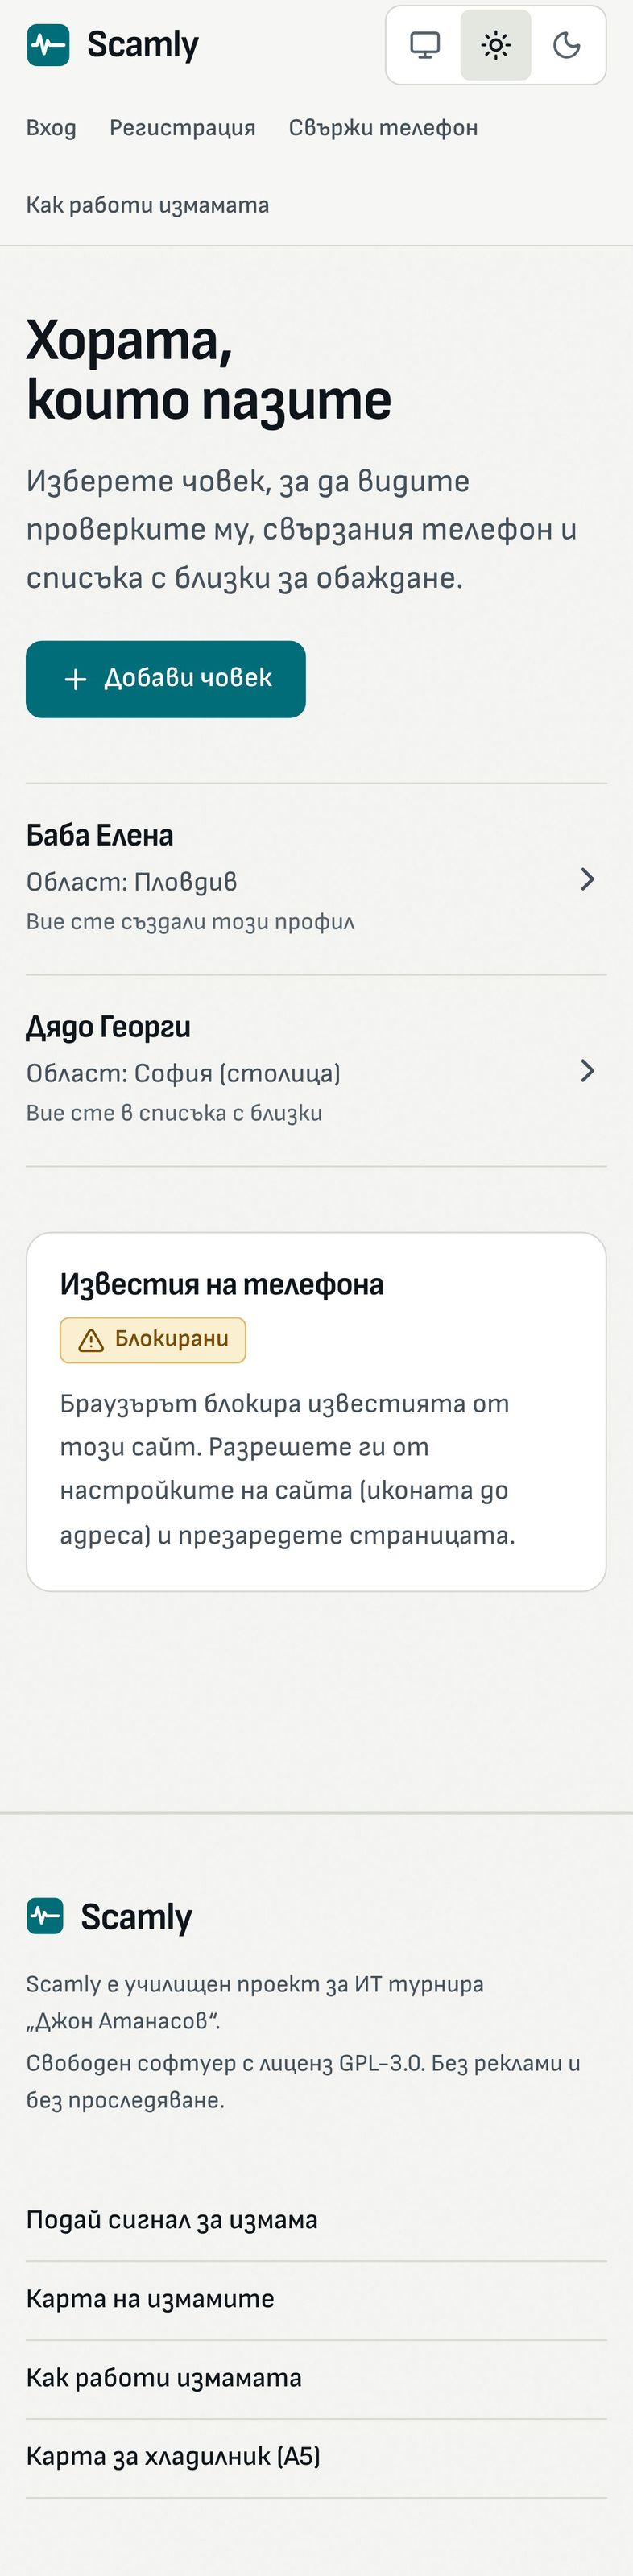 Scamly
Вход Регистрация Свържи телефон
Как работи измамата
Хората,
които пазите
Изберете човек, за да видите
проверките му, свързания телефон и
списъка с близки за обаждане.
Добави човек
Баба Елена
Област: Пловдив
Вие сте създали този профил
Дядо Георги
Област: София (столица)
Вие сте в списъка с близки
Известия на телефона
Блокирани
Браузърът блокира известията от
този сайт. Разрешете ги от
настройките на сайта (иконата до
адреса) и презаредете страницата.
Scamly
Scamly е училищен проект за ИТ турнира
„Джон Атанасов“.
Свободен софтуер с лиценз GPL-3.0. Без реклами и
без проследяване.
Подай сигнал за измама
Карта на измамите
Как работи измамата
Карта за хладилник (А5)